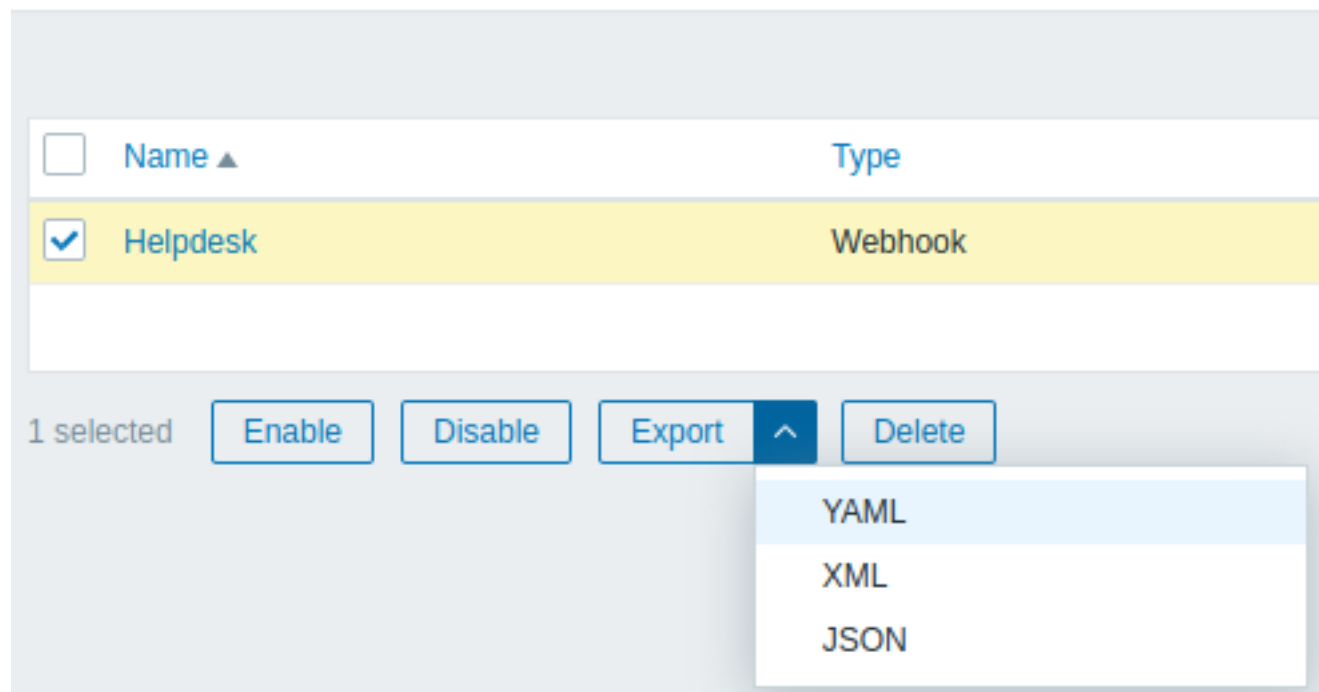 Name ▲ Type
Helpdesk Webhook
1 selected Enable Disable Export Delete
YAML
XML
JSON